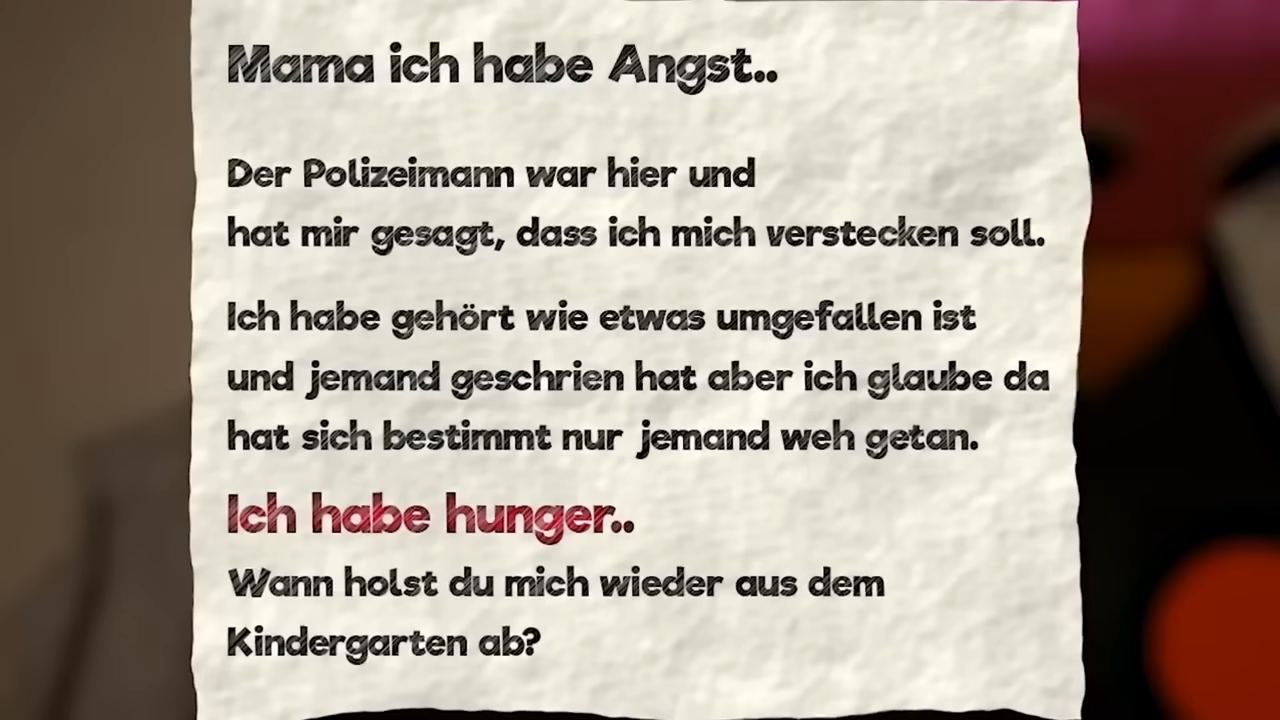 Mama ich habe Angst..
Der Polizeimann war hier und
hat mir gesagt, dass ich mich verstecken soll.
Ich habe gehört wie etwas umgefallen ist
und jemand geschrien hat aber ich glaube da
hat sich bestimmt nur jemand weh getan.
Ich habe hunger..
Wann holst du mich wieder aus dem
Kindergarten ab?